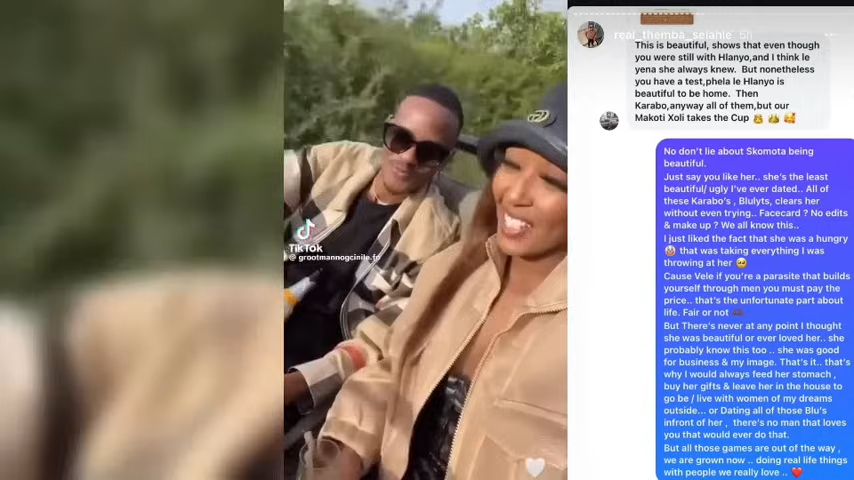 TikTok
@ grootmannogcinile.fr
real_themba_selahle 6h
This is beautiful, shows that even though
you were still with Hlanyo,and I think le
yena she always knew. But nonetheless
you have a test,phela le Hlanyo is
beautiful to be home. Then
Karabo,anyway all of them,but our
Makoti Xoli takes the Cup
No don't lie about Skomota being
beautiful.
Just say you like her.. she's the least
beautiful/ ugly I've ever dated.. All of
these Karabo's , Blulyts, clears her
without even trying.. Facecard ? No edits
& make up ? We all know this..
I just liked the fact that she was a hungry
🤡 that was taking everything I was
throwing at her 🥺
Cause Vele if you're a parasite that builds
yourself through men you must pay the
price.. that's the unfortunate part about
life. Fair or not
But There's never at any point I thought
she was beautiful or ever loved her.. she
probably know this too .. she was good
for business & my image. That's it.. that's
why I would always feed her stomach ,
buy her gifts & leave her in the house to
go be / live with women of my dreams
outside... or Dating all of those Blu's
infront of her , there's no man that loves
you that would ever do that.
But all those games are out of the way ,
we are grown now .. doing real life things
with people we really love .. ❤️